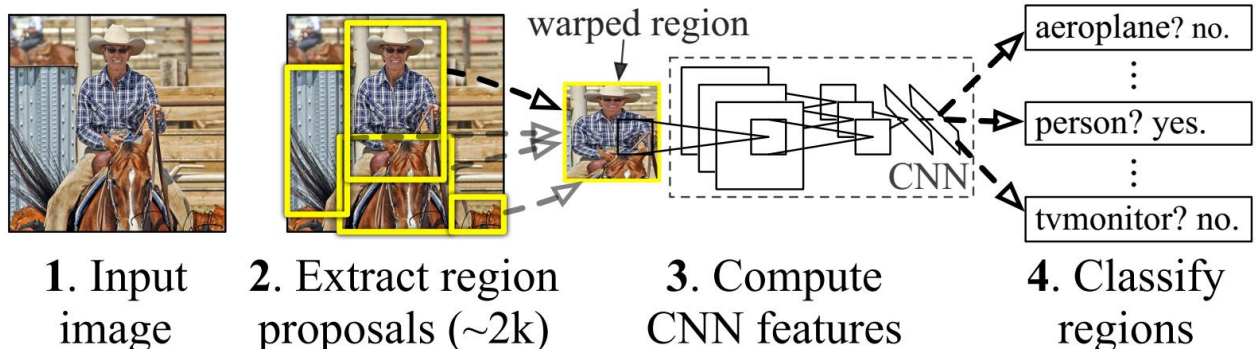 warped region
aeroplane? no.
person? yes.
CNN
tvmonitor? no.
1. Input
image
2. Extract region
proposals (~2k)
3. Compute
CNN features
4. Classify
regions